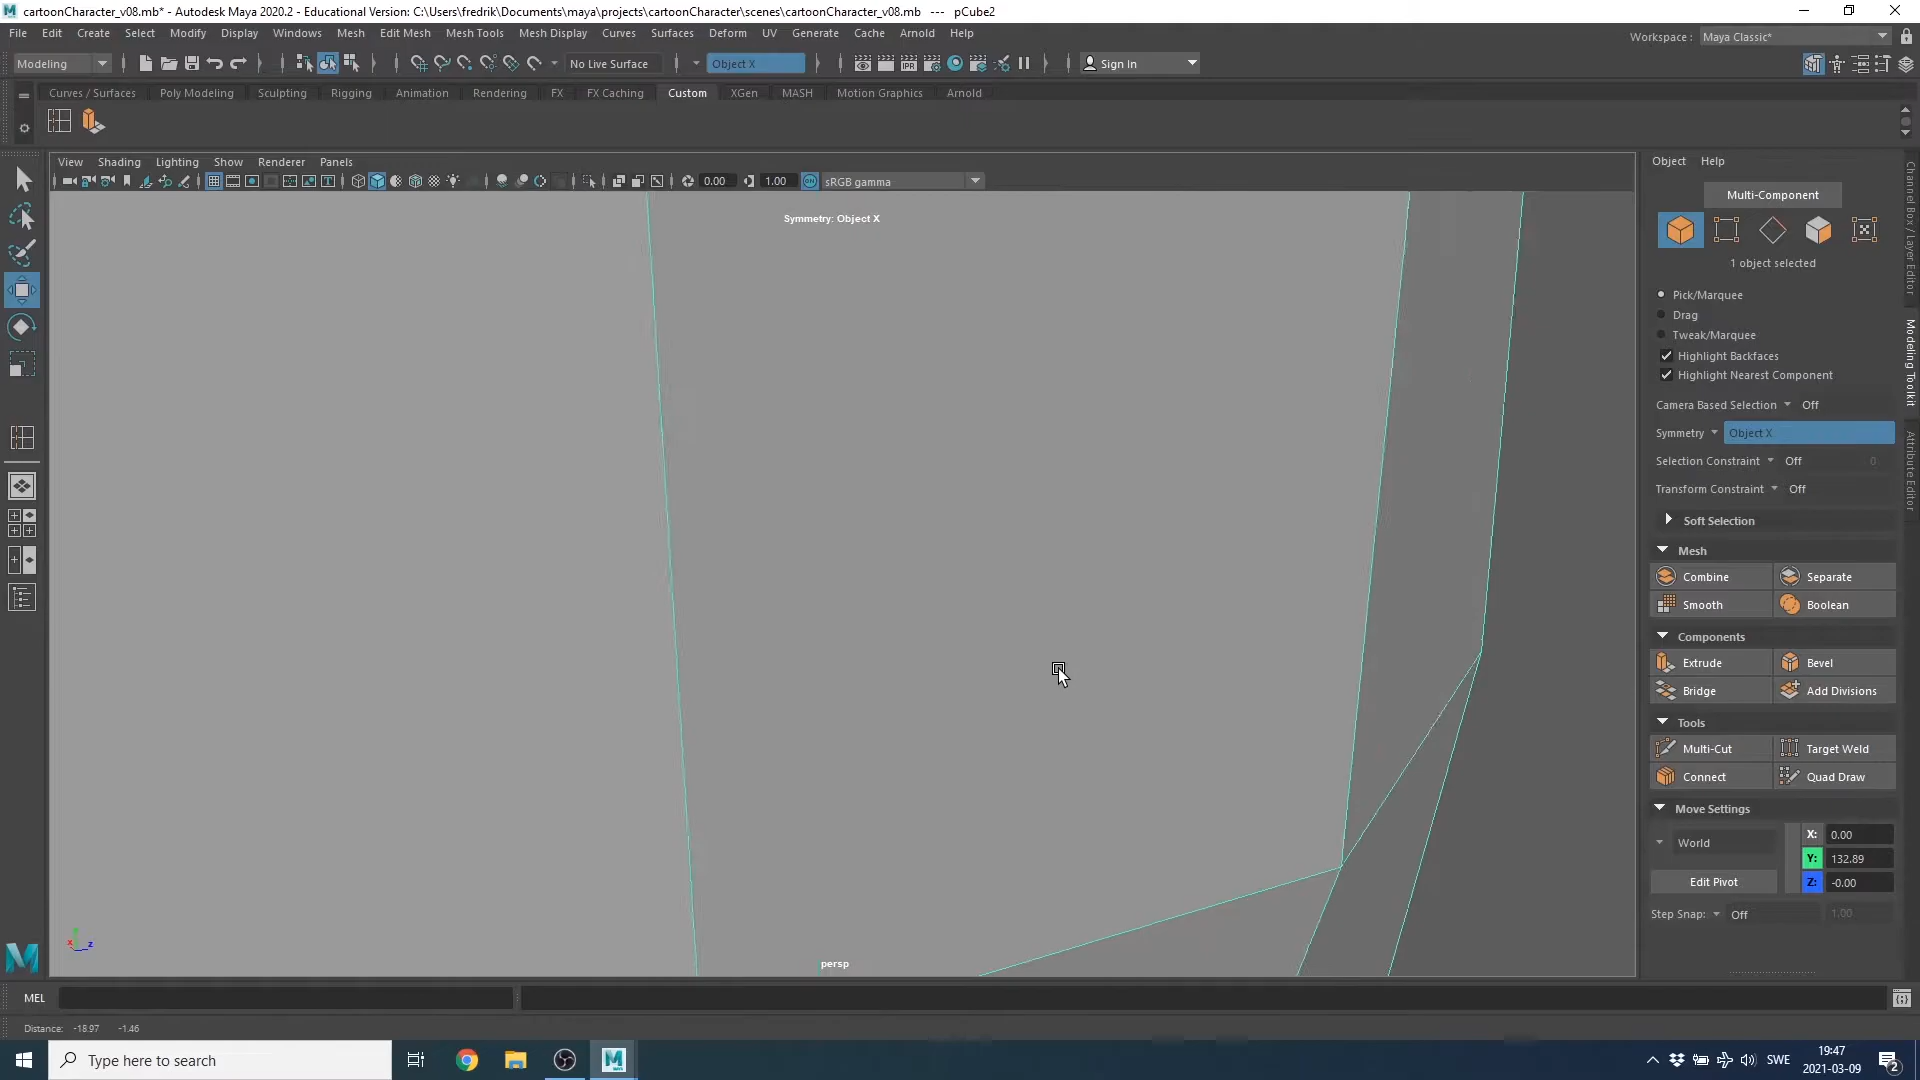 cartoonCharacter_v08.mb* - Autodesk Maya 2020.2 - Educational Version: C:\Users\fredrik\Documents\maya\projects\cartoonCharacter\scenes\cartoonCharacter_v08.mb --- pCube2
File Edit Create Select Modify Display Windows Mesh Edit Mesh Mesh Tools Mesh Display Curves Surfaces Deform UV Generate Cache Arnold Help
Workspace : Maya Classic*
Modeling No Live Surface Object X Sign In
Curves / Surfaces Poly Modeling Sculpting Rigging Animation Rendering FX FX Caching Custom XGen MASH Motion Graphics Arnold
View Shading Lighting Show Renderer Panels
0.00 1.00 sRGB gamma
Symmetry: Object X
persp
Object Help
Multi-Component
1 object selected
Pick/Marquee
Drag
Tweak/Marquee
Highlight Backfaces
Highlight Nearest Component
Camera Based Selection Off
Symmetry Object X
Selection Constraint Off 0
Transform Constraint Off
Soft Selection
Mesh
Combine Separate
Smooth Boolean
Components
Extrude Bevel
Bridge Add Divisions
Tools
Multi-Cut Target Weld
Connect Quad Draw
Move Settings
World
Edit Pivot
X: 0.00
Y: 132.89
Z: -0.00
Step Snap: Off 1.00
Channel Box / Layer Editor
Modeling Toolkit
Attribute Editor
MEL
Distance: -18.97 -1.46
Type here to search
SWE
19:47
2021-03-09
2